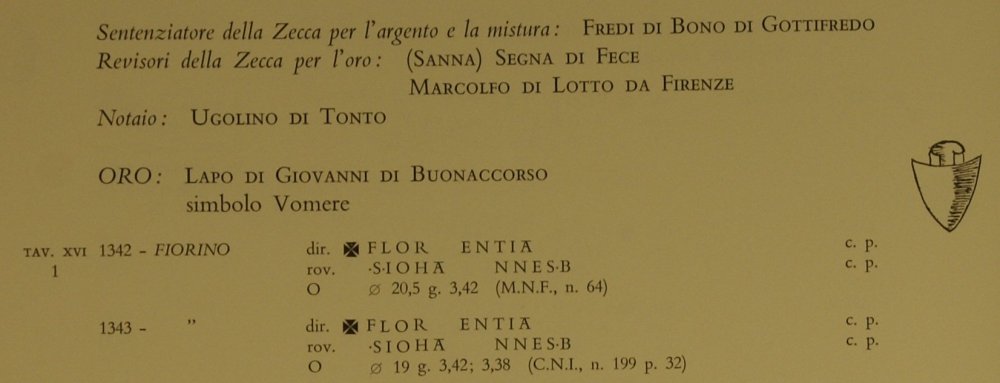 Sentenziatore della Zecca per l'argento e la mistura: FREDI DI BONO DI GOTTIFREDO
Revisori della Zecca per l'oro: (SANNA) SEGNA DI FECE
MARCOLFO DI LOTTO DA FIRENZE
Notaio: UGOLINO DI TONTO
ORO: LAPO DI GIOVANNI DI BUONACCORSO
simbolo Vomere
TAV. XVI 1342 - FIORINO dir. ✠ FLOR ENTIA c. p.
1 rov. ·S·IOHA NNES·B c. p.
O ⌀ 20,5 g. 3,42 (M.N.F., n. 64)
1343 - " dir. ✠ FLOR ENTIA c. p.
rov. ·SIOHA NNES·B c. p.
O ⌀ 19 g. 3,42; 3,38 (C.N.I., n. 199 p. 32)